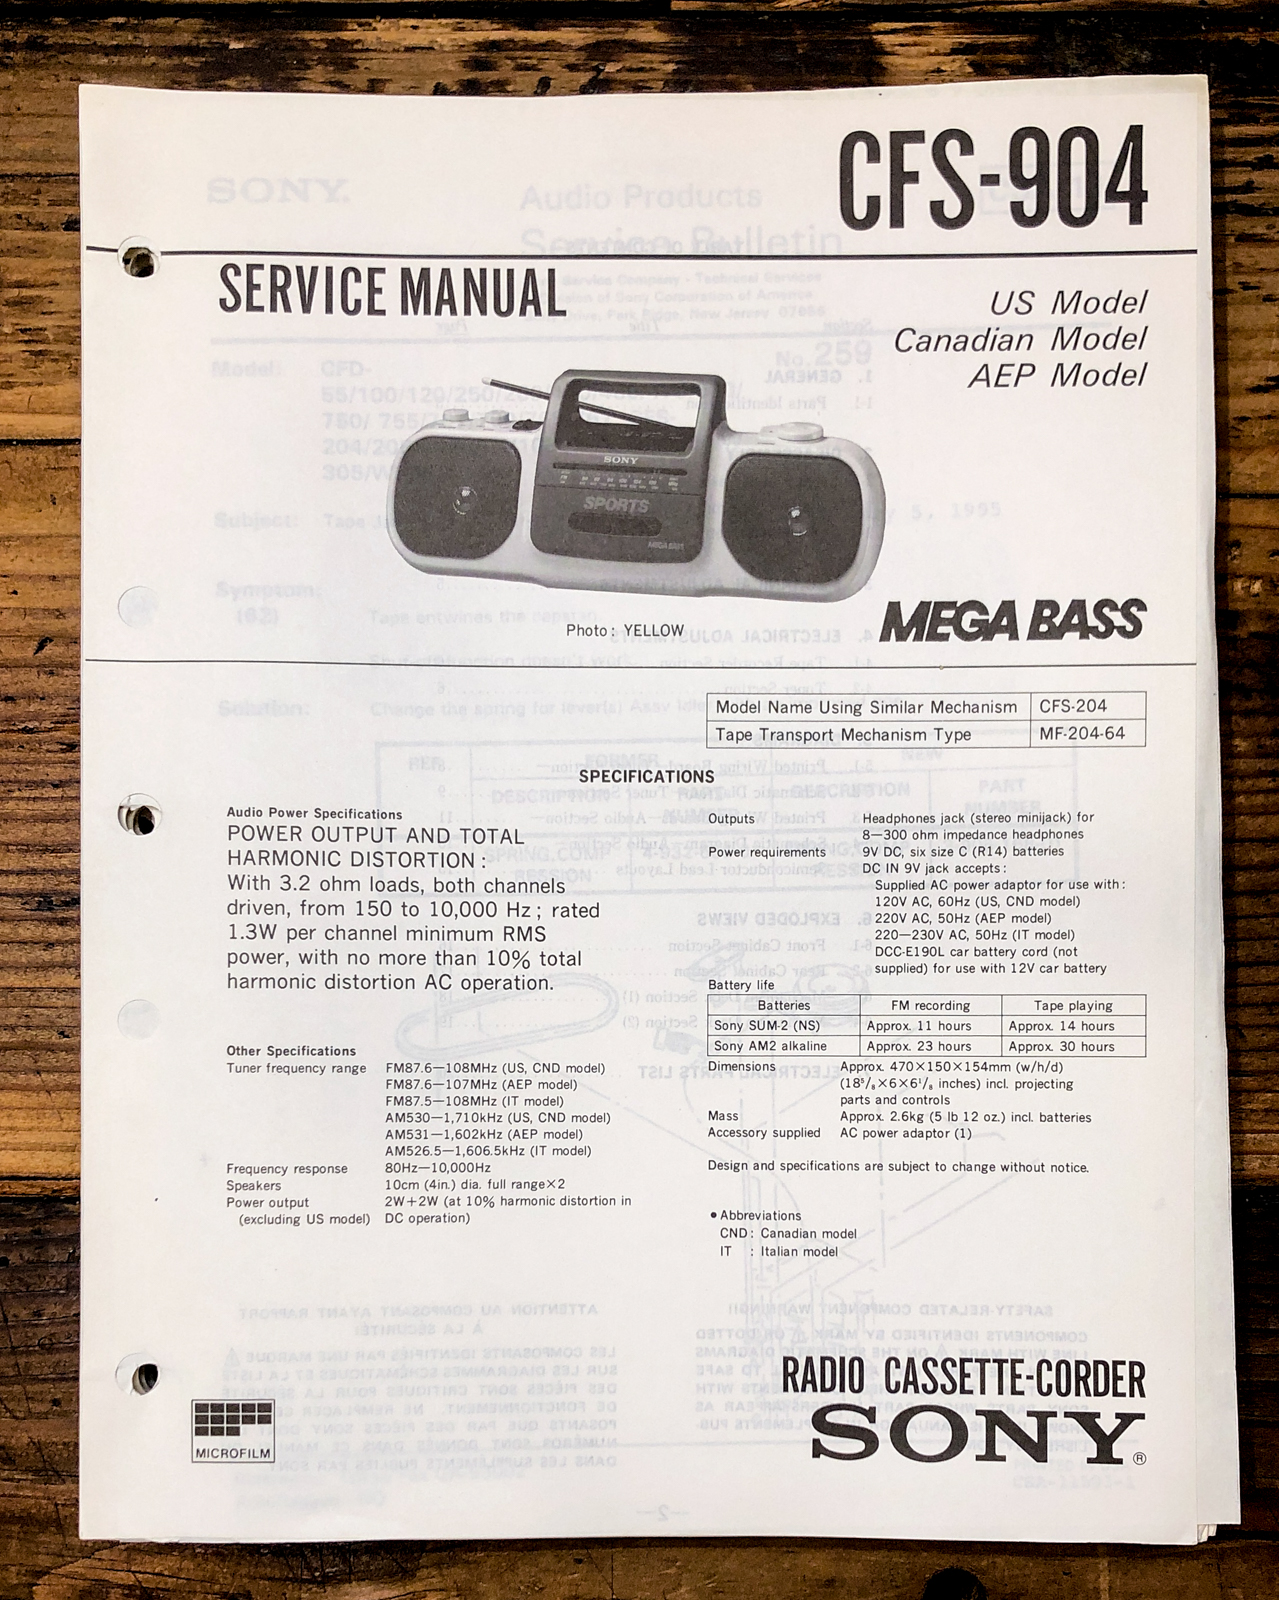 CFS-904
SERVICE MANUAL
US Model
Canadian Model
AEP Model
SONY
SPORTS
MEGA BASS
Photo : YELLOW
MEGA BASS
Model Name Using Similar Mechanism CFS-204
Tape Transport Mechanism Type MF-204-64
SPECIFICATIONS
Audio Power Specifications
POWER OUTPUT AND TOTAL
HARMONIC DISTORTION :
With 3.2 ohm loads, both channels
driven, from 150 to 10,000 Hz ; rated
1.3W per channel minimum RMS
power, with no more than 10% total
harmonic distortion AC operation.
Other Specifications
Tuner frequency range FM87.6—108MHz (US, CND model)
FM87.6—107MHz (AEP model)
FM87.5—108MHz (IT model)
AM530—1,710kHz (US, CND model)
AM531—1,602kHz (AEP model)
AM526.5—1,606.5kHz (IT model)
Frequency response 80Hz—10,000Hz
Speakers 10cm (4in.) dia. full range×2
Power output 2W+2W (at 10% harmonic distortion in
(excluding US model) DC operation)
Outputs Headphones jack (stereo minijack) for
8—300 ohm impedance headphones
Power requirements 9V DC, six size C (R14) batteries
DC IN 9V jack accepts :
Supplied AC power adaptor for use with :
120V AC, 60Hz (US, CND model)
220V AC, 50Hz (AEP model)
220—230V AC, 50Hz (IT model)
DCC-E190L car battery cord (not
supplied) for use with 12V car battery
Battery life
Batteries FM recording Tape playing
Sony SUM-2 (NS) Approx. 11 hours Approx. 14 hours
Sony AM2 alkaline Approx. 23 hours Approx. 30 hours
Dimensions Approx. 470×150×154mm (w/h/d)
(18⁵/₈×6×6¹/₈ inches) incl. projecting
parts and controls
Mass Approx. 2.6kg (5 lb 12 oz.) incl. batteries
Accessory supplied AC power adaptor (1)
Design and specifications are subject to change without notice.
● Abbreviations
CND : Canadian model
IT : Italian model
MICROFILM
RADIO CASSETTE-CORDER
SONY®